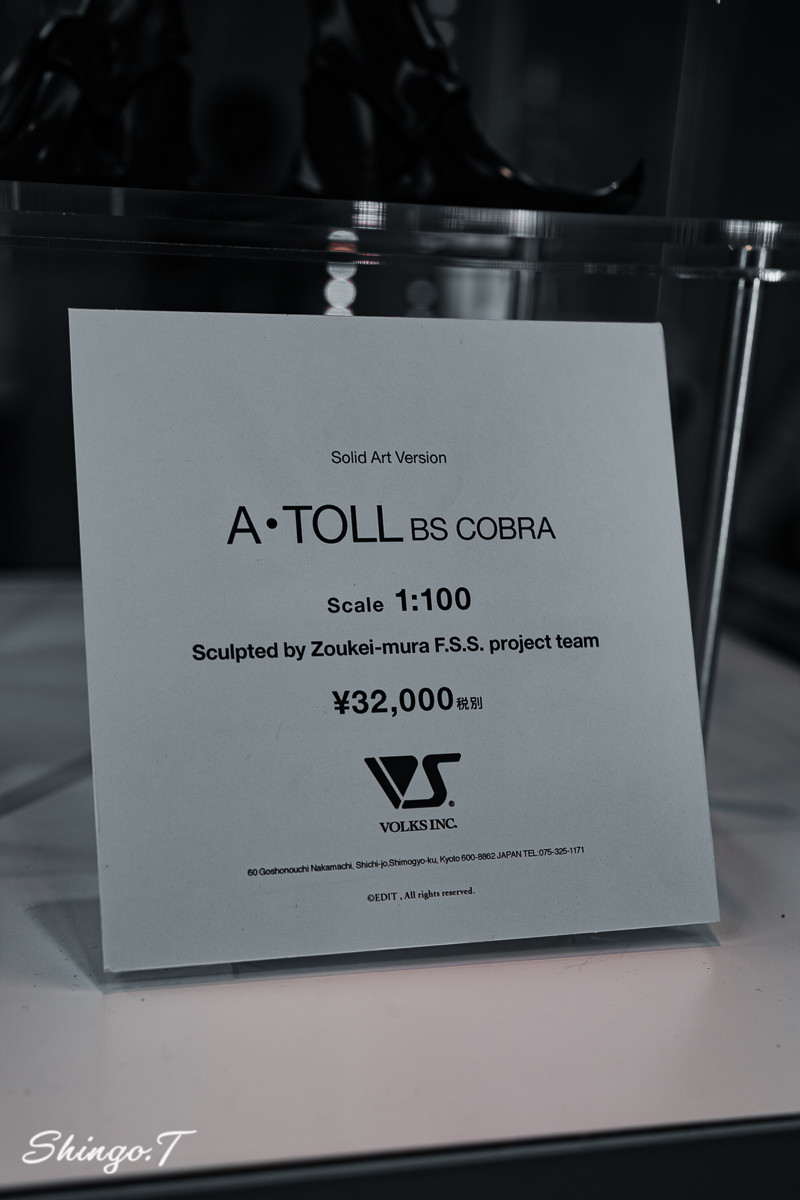 Solid Art Version
A•TOLL BS COBRA
Scale 1:100
Sculpted by Zoukei-mura F.S.S. project team
¥32,000税別
VS®
VOLKS INC.
60 Goshonouchi Nakamachi, Shichi-jo,Shimogyo-ku, Kyoto 600-8862 JAPAN TEL:075-325-1171
©EDIT , All rights reserved.
Shingo.T